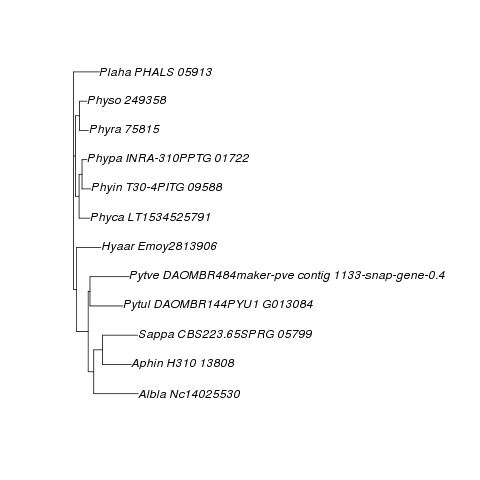 Plaha PHALS 05913
Physo 249358
Phyra 75815
Phypa INRA-310PPTG 01722
Phyin T30-4PITG 09588
Phyca LT1534525791
Hyaar Emoy2813906
Pytve DAOMBR484maker-pve contig 1133-snap-gene-0.4
Pytul DAOMBR144PYU1 G013084
Sappa CBS223.65SPRG 05799
Aphin H310 13808
Albla Nc14025530